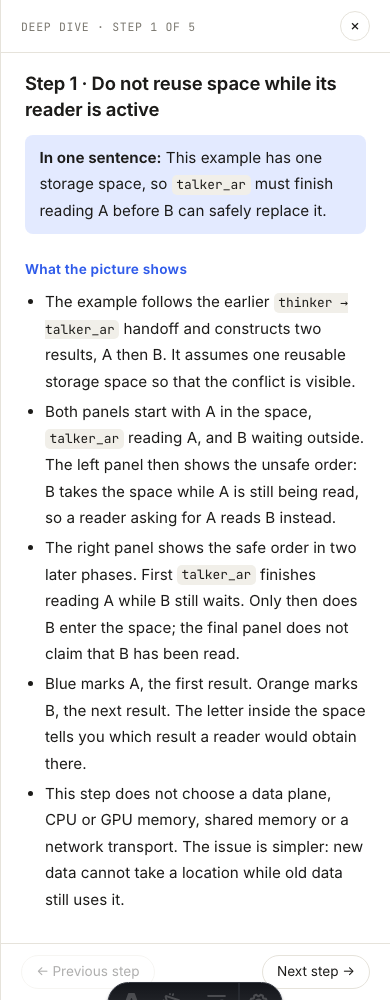 DEEP DIVE · STEP 1 OF 5
×
Step 1 · Do not reuse space while its
reader is active
In one sentence: This example has one
storage space, so talker_ar must finish
reading A before B can safely replace it.
What the picture shows
• The example follows the earlier thinker →
talker_ar handoff and constructs two
results, A then B. It assumes one reusable
storage space so that the conflict is visible.
• Both panels start with A in the space,
talker_ar reading A, and B waiting outside.
The left panel then shows the unsafe order:
B takes the space while A is still being read,
so a reader asking for A reads B instead.
• The right panel shows the safe order in two
later phases. First talker_ar finishes
reading A while B still waits. Only then does
B enter the space; the final panel does not
claim that B has been read.
• Blue marks A, the first result. Orange marks
B, the next result. The letter inside the space
tells you which result a reader would obtain
there.
• This step does not choose a data plane,
CPU or GPU memory, shared memory or a
network transport. The issue is simpler: new
data cannot take a location while old data
still uses it.
← Previous step
Next step →